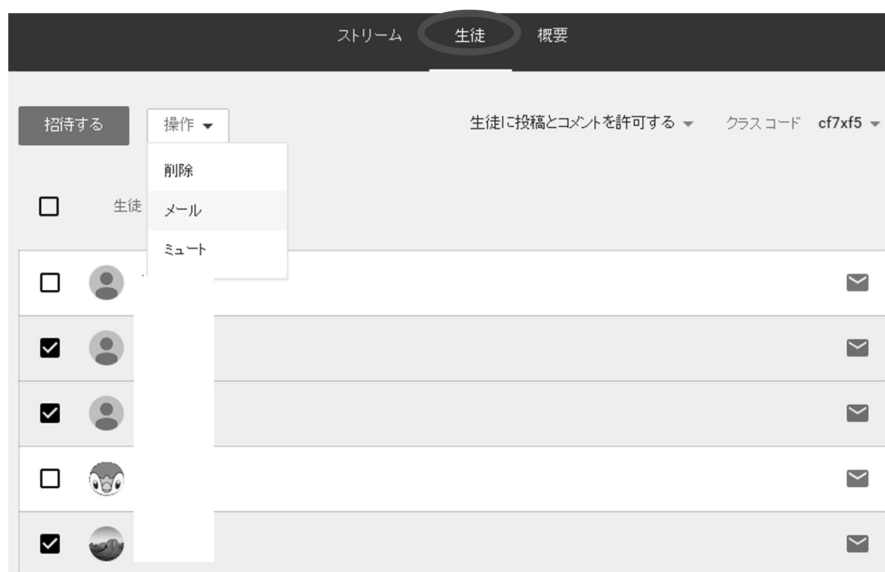 ストリーム 生徒 概要
招待する 操作 生徒に投稿とコメントを許可する クラス コード cf7xf5
削除
生徒 メール
ミュート